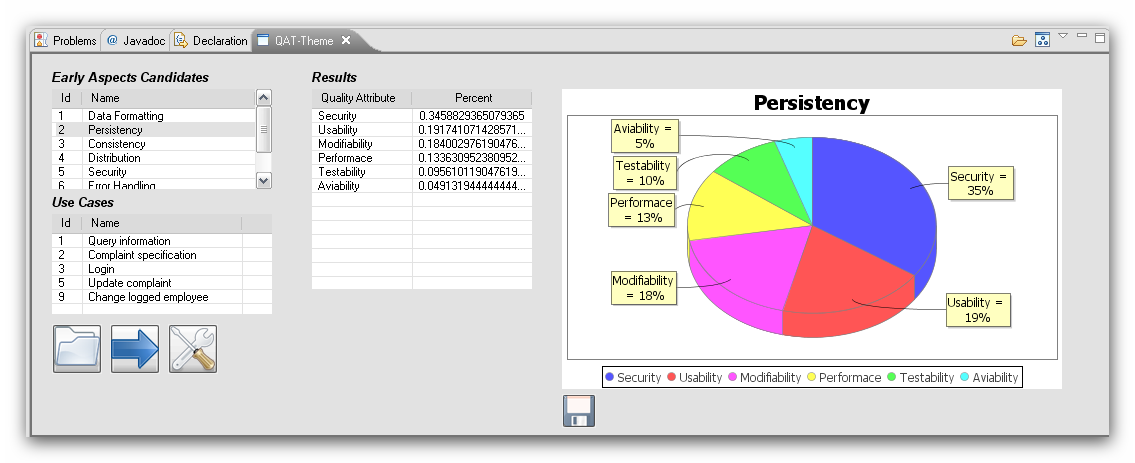 Problems @ Javadoc Declaration QAT-Theme
Early Aspects Candidates
Id Name
1 Data Formatting
2 Persistency
3 Consistency
4 Distribution
5 Security
6 Error Handling
Use Cases
Id Name
1 Query information
2 Complaint specification
3 Login
5 Update complaint
9 Change logged employee
Results
Quality Attribute Percent
Security 0.3458829365079365
Usability 0.191741071428571...
Modifiability 0.184002976190476...
Performace 0.133630952380952...
Testability 0.095610119047619...
Aviability 0.049131944444444...
Persistency
Aviability =
5%
Testability
= 10%
Performace
= 13%
Modifiability
= 18%
Security =
35%
Usability =
19%
Security Usability Modifiability Performace Testability Aviability